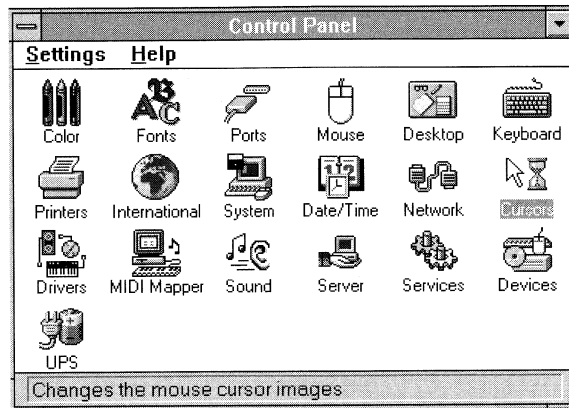 Control Panel
Settings Help
Color Fonts Ports Mouse Desktop Keyboard
Printers International System Date/Time Network Cursors
Drivers MIDI Mapper Sound Server Services Devices
UPS
Changes the mouse cursor images